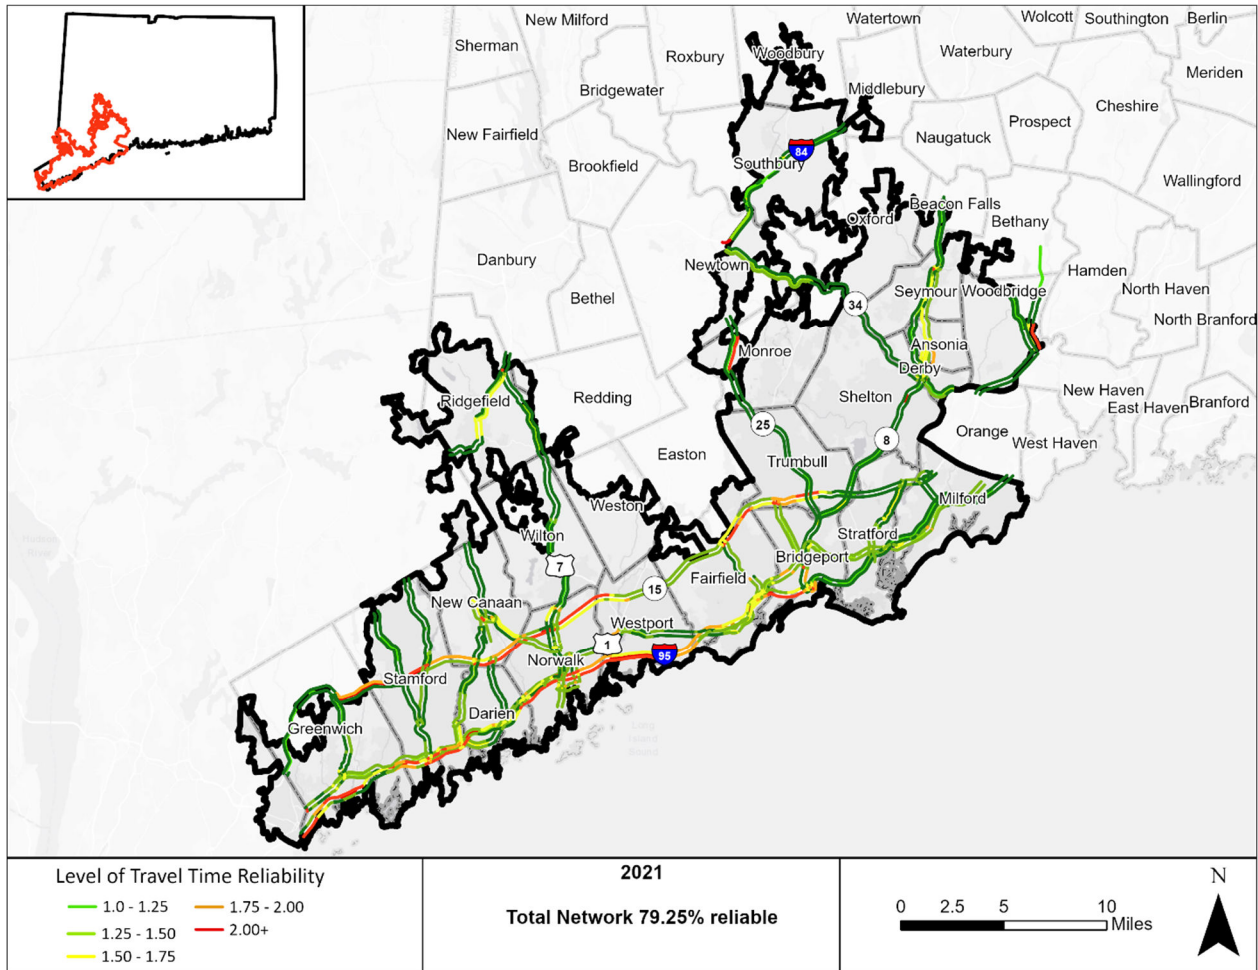 New Milford
Watertown
Wolcott
Southington
Berlin
Sherman
Roxbury
Woodbury
Waterbury
Meriden
Bridgewater
Middlebury
Cheshire
New Fairfield
Prospect
Naugatuck
84
Brookfield
Southbury
Wallingford
Beacon Falls
Oxford
Bethany
Danbury
Newtown
Hamden
Seymour
Woodbridge
North Haven
Bethel
34
North Branford
Monroe
Ansonia
Derby
Ridgefield
Redding
Shelton
New Haven
East Haven
Branford
25
8
Orange
West Haven
Easton
Trumbull
Milford
Weston
Wilton
Stratford
Hudson
River
Bridgeport
7
Fairfield
15
New Canaan
Westport
1
95
Norwalk
Stamford
Darien
Greenwich
Long
Island
Sound
Level of Travel Time Reliability
1.0 - 1.25
1.25 - 1.50
1.50 - 1.75
1.75 - 2.00
2.00+
2021
Total Network 79.25% reliable
0 2.5 5 10
Miles
N